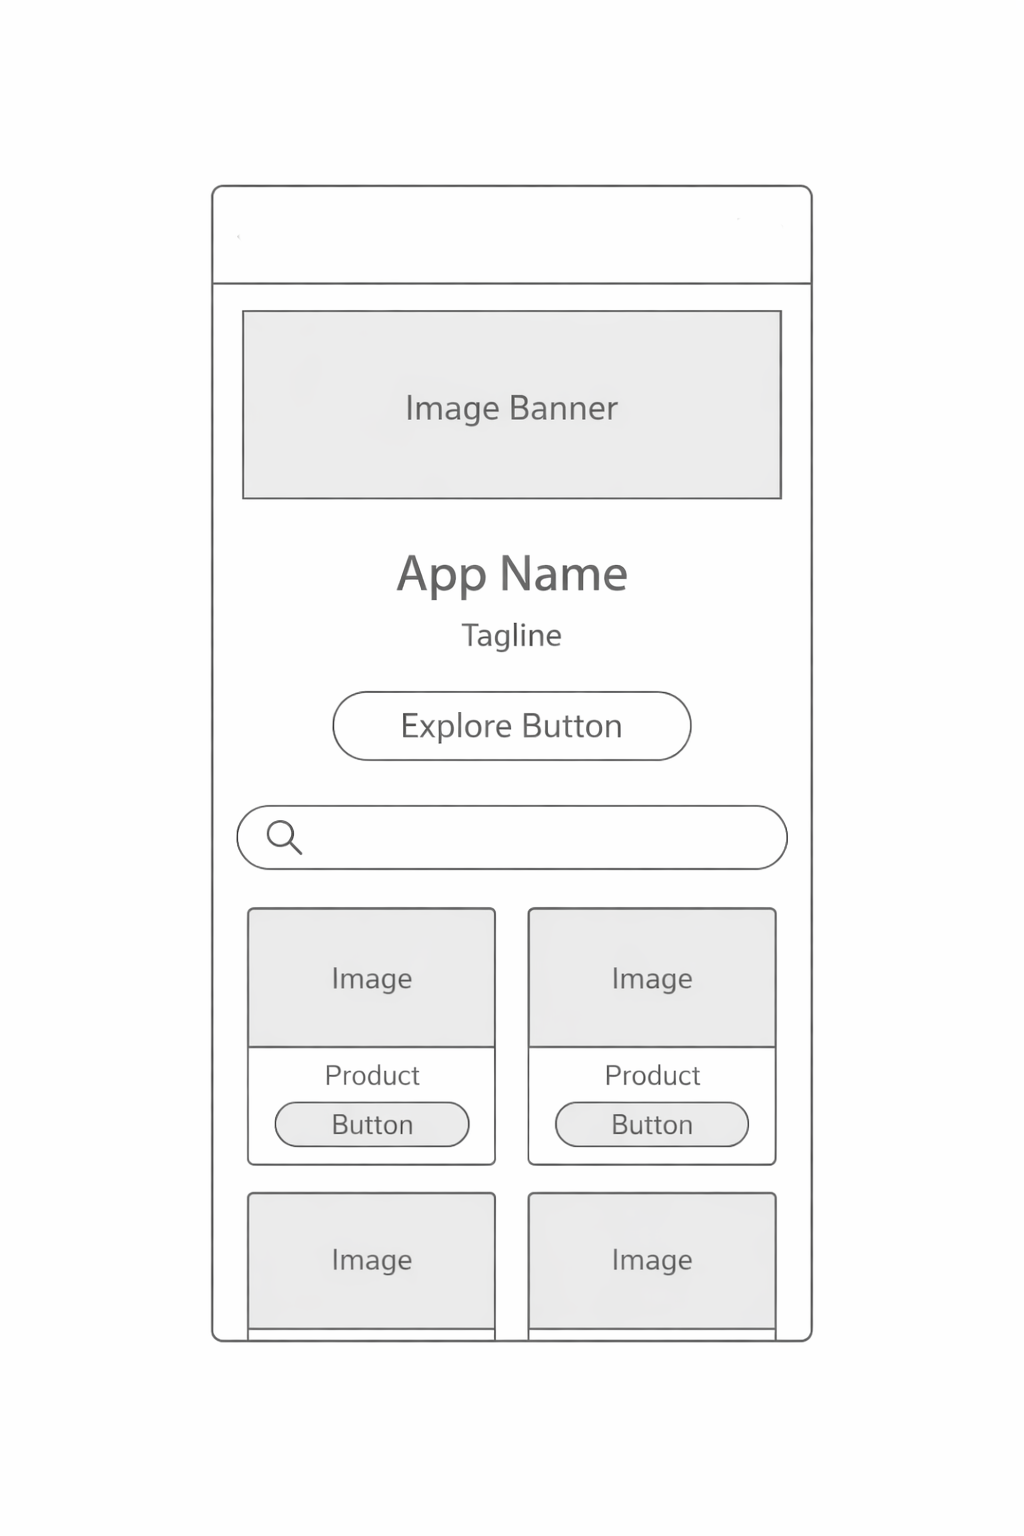 Image Banner
App Name
Tagline
Explore Button
Image
Image
Product
Product
Button
Button
Image
Image